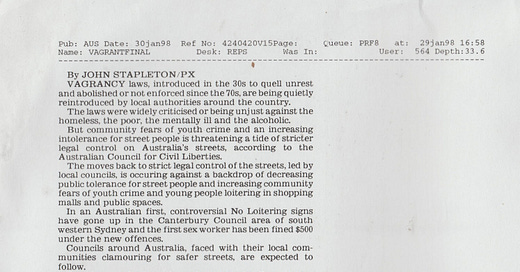 Pub: AUS Date: 30jan98 Ref No: 4240420V15Page: Queue: PRF8 at: 29jan98 16:58
Name: VAGRANTFINAL Desk: REPS Was In: User: 564 Depth:33.6
By JOHN STAPLETON/PX
VAGRANCY laws, introduced in the 30s to quell unrest
and abolished or not enforced since the 70s, are being quietly
reintroduced by local authorities around the country.
The laws were widely criticised or being unjust against the
homeless, the poor, the mentally ill and the alcoholic.
But community fears of youth crime and an increasing
intolerance for street people is threatening a tide of stricter
legal control on Australia's streets, according to the
Australian Council for Civil Liberties.
The moves back to strict legal control of the streets, led by
local councils, is occuring against a backdrop of decreasing
public tolerance for street people and increasing community
fears of youth crime and young people loitering in shopping
malls and public spaces.
In an Australian first, controversial No Loitering signs
have gone up in the Canterbury Council area of south
western Sydney and the first sex worker has been fined $500
under the new offences.
Councils around Australia, faced with their local com-
munities clamouring for safer streets, are expected to
follow.